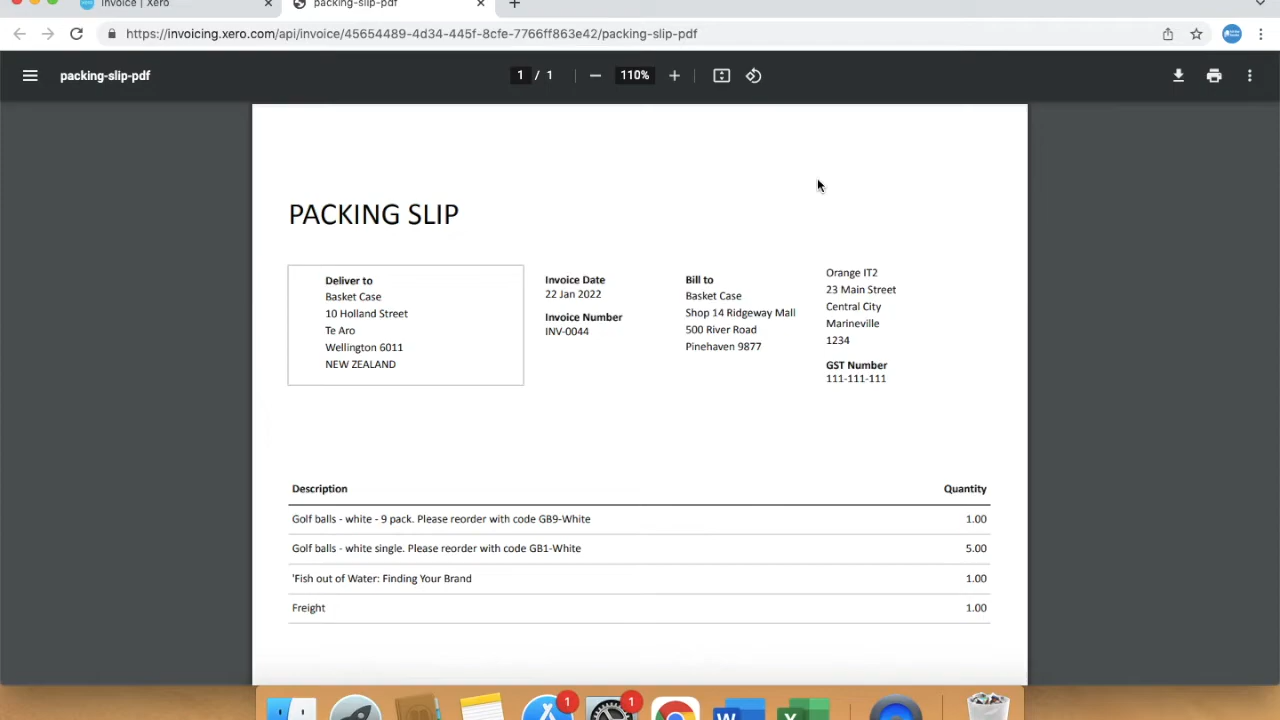 Invoice | Xero
packing-slip-pdf
https://invoicing.xero.com/api/invoice/45654489-4d34-445f-8cfe-7766ff863e42/packing-slip-pdf
packing-slip-pdf
1 / 1
110%
PACKING SLIP
Deliver to
Basket Case
10 Holland Street
Te Aro
Wellington 6011
NEW ZEALAND
Invoice Date
22 Jan 2022
Invoice Number
INV-0044
Bill to
Basket Case
Shop 14 Ridgeway Mall
500 River Road
Pinehaven 9877
Orange IT2
23 Main Street
Central City
Marineville
1234
GST Number
111-111-111
Description Quantity
Golf balls - white - 9 pack. Please reorder with code GB9-White 1.00
Golf balls - white single. Please reorder with code GB1-White 5.00
'Fish out of Water: Finding Your Brand 1.00
Freight 1.00
1
1
W
X